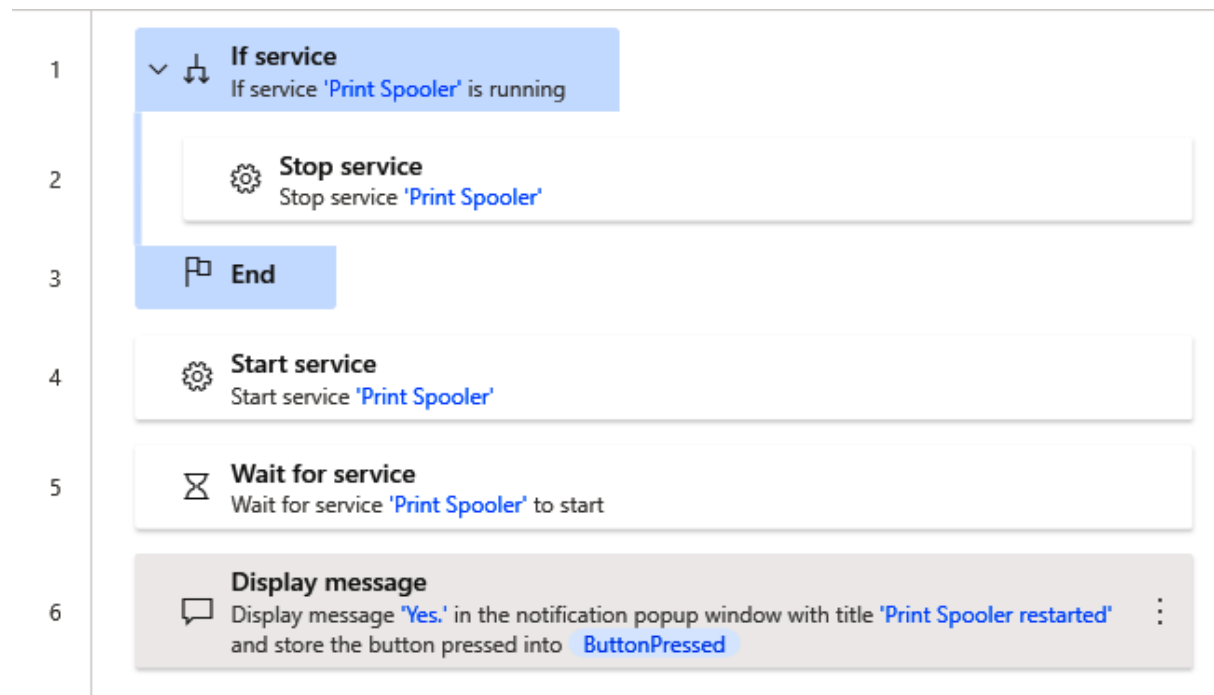 1
If service
If service 'Print Spooler' is running
2
Stop service
Stop service 'Print Spooler'
3
End
4
Start service
Start service 'Print Spooler'
5
Wait for service
Wait for service 'Print Spooler' to start
6
Display message
Display message 'Yes.' in the notification popup window with title 'Print Spooler restarted'
and store the button pressed into ButtonPressed